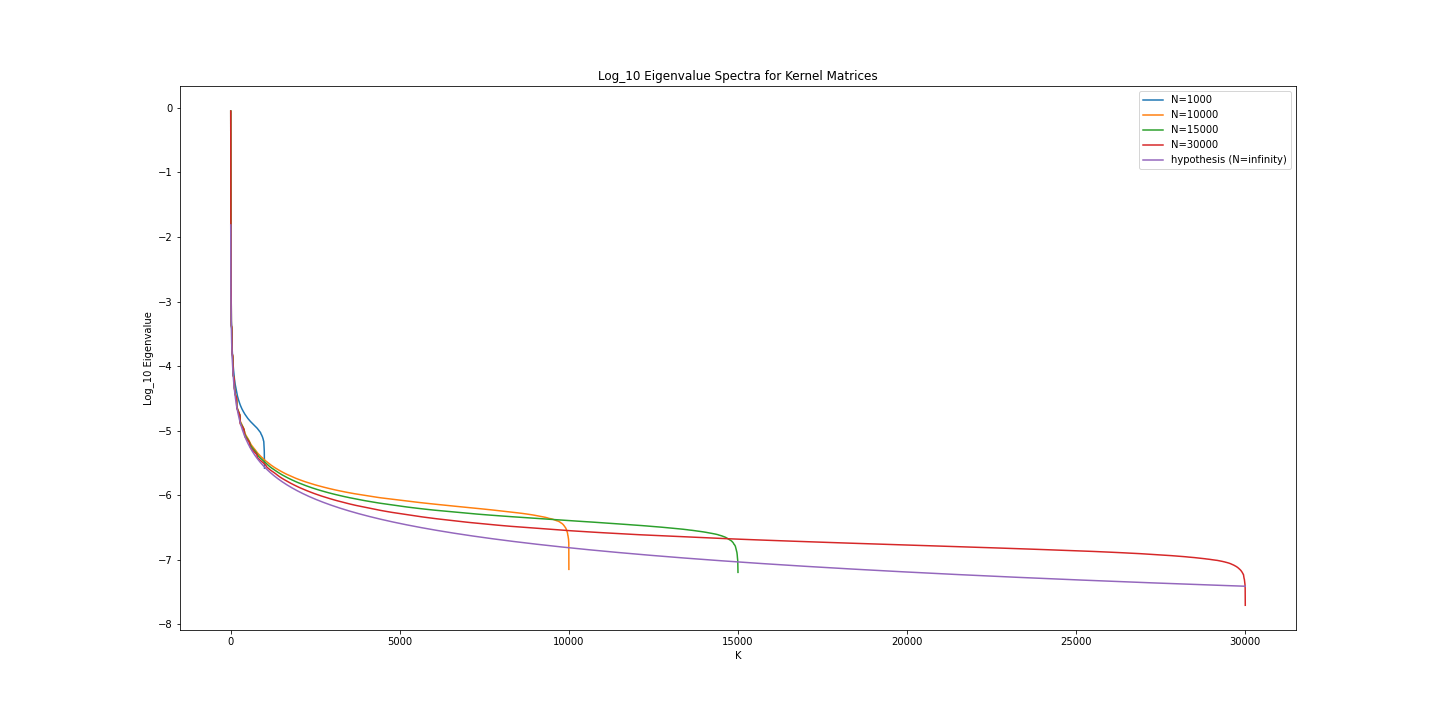 Log_10 Eigenvalue Spectra for Kernel Matrices
N=1000
N=10000
N=15000
N=30000
hypothesis (N=infinity)
Log_10 Eigenvalue
0
−1
−2
−3
−4
−5
−6
−7
−8
0 5000 10000 15000 20000 25000 30000
K